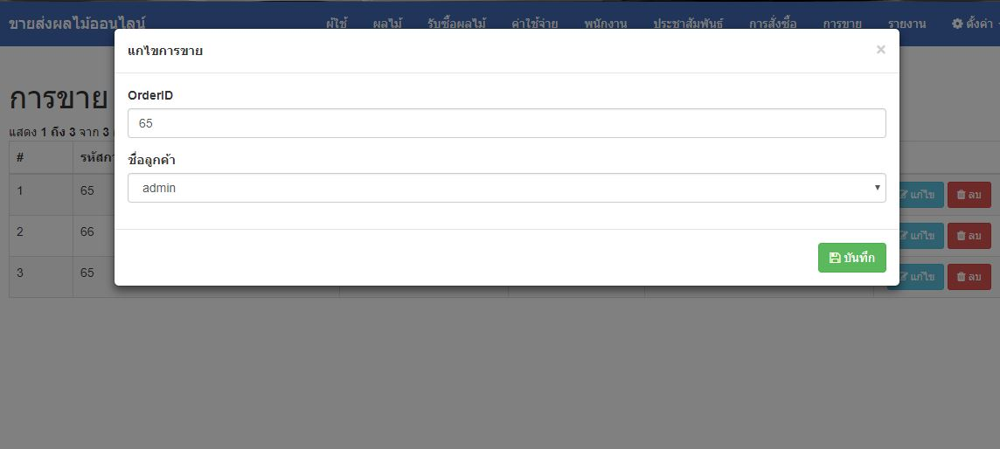 ขายส่งผลไม้ออนไลน์ ผู้ใช้ ผลไม้ รับซื้อผลไม้ ค่าใช้จ่าย พนักงาน ประชาสัมพันธ์ การสั่งซื้อ การขาย รายงาน ตั้งค่า
แก้ไขการขาย ×
OrderID
65
ชื่อลูกค้า
admin
บันทึก
การขาย
แสดง 1 ถึง 3 จาก 3
# รหัสกา
1 65 แก้ไข ลบ
2 66 แก้ไข ลบ
3 65 แก้ไข ลบ